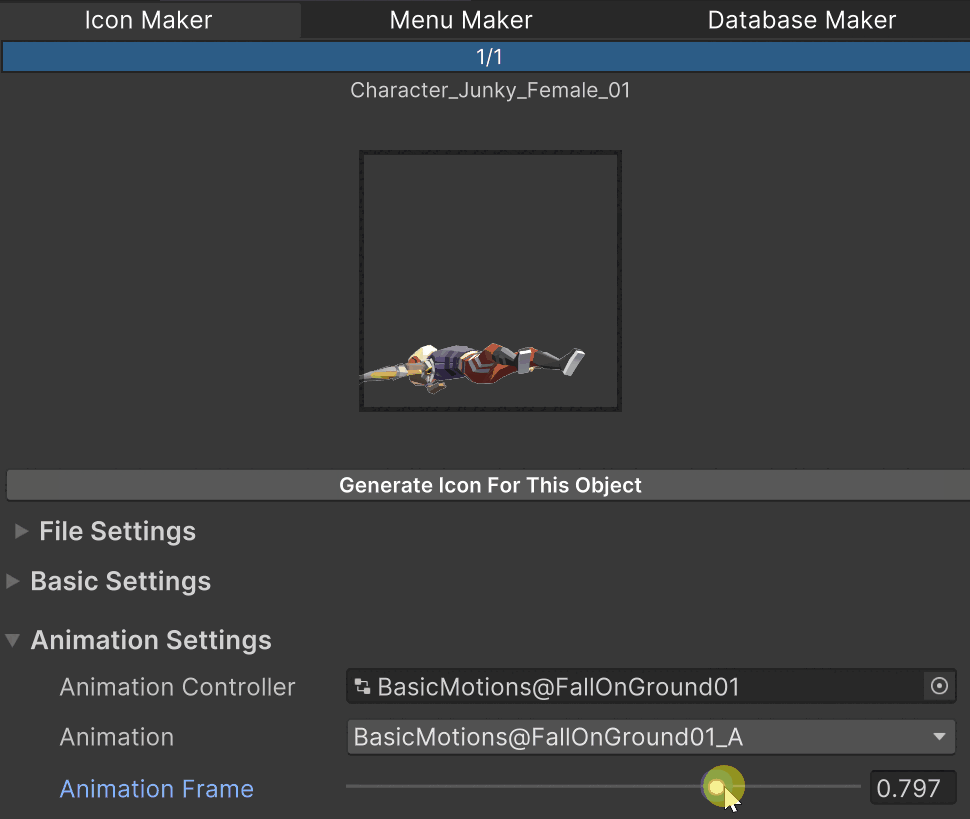 Icon Maker Menu Maker Database Maker
1/1
Character_Junky_Female_01
Generate Icon For This Object
File Settings
Basic Settings
Animation Settings
Animation Controller BasicMotions@FallOnGround01
Animation BasicMotions@FallOnGround01_A
Animation Frame 0.797